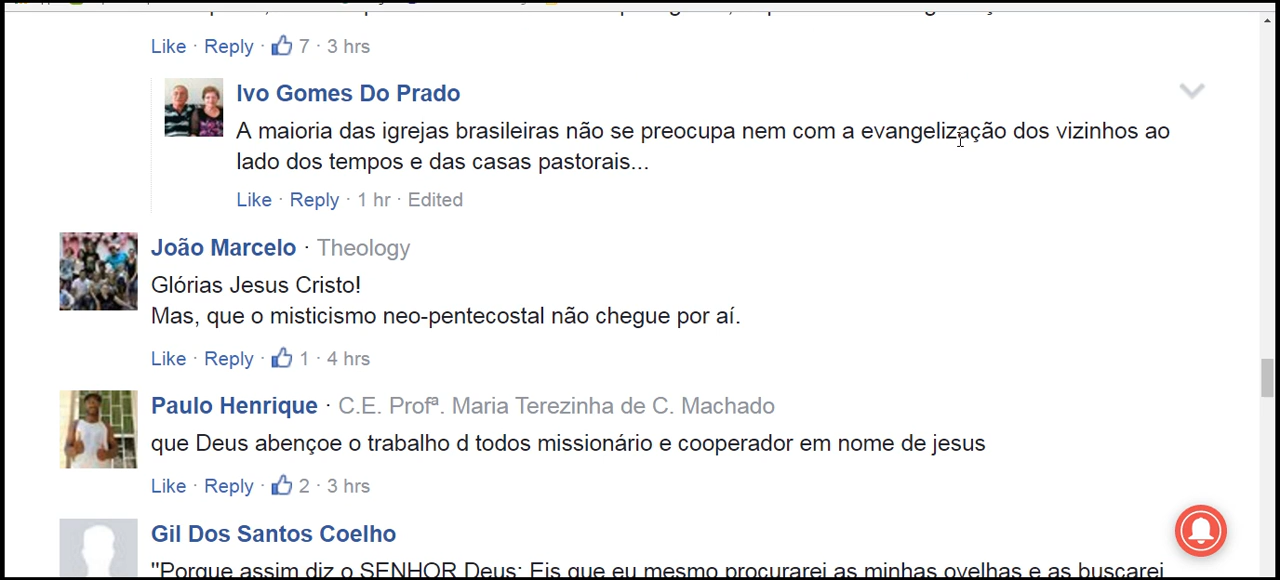 Like · Reply · 7 · 3 hrs
Ivo Gomes Do Prado
A maioria das igrejas brasileiras não se preocupa nem com a evangelização dos vizinhos ao
lado dos tempos e das casas pastorais...
Like · Reply · 1 hr · Edited
João Marcelo · Theology
Glórias Jesus Cristo!
Mas, que o misticismo neo-pentecostal não chegue por aí.
Like · Reply · 1 · 4 hrs
Paulo Henrique · C.E. Profª. Maria Terezinha de C. Machado
que Deus abençoe o trabalho d todos missionário e cooperador em nome de jesus
Like · Reply · 2 · 3 hrs
Gil Dos Santos Coelho
"Porque assim diz o SENHOR Deus: Eis que eu mesmo procurarei as minhas ovelhas e as buscarei